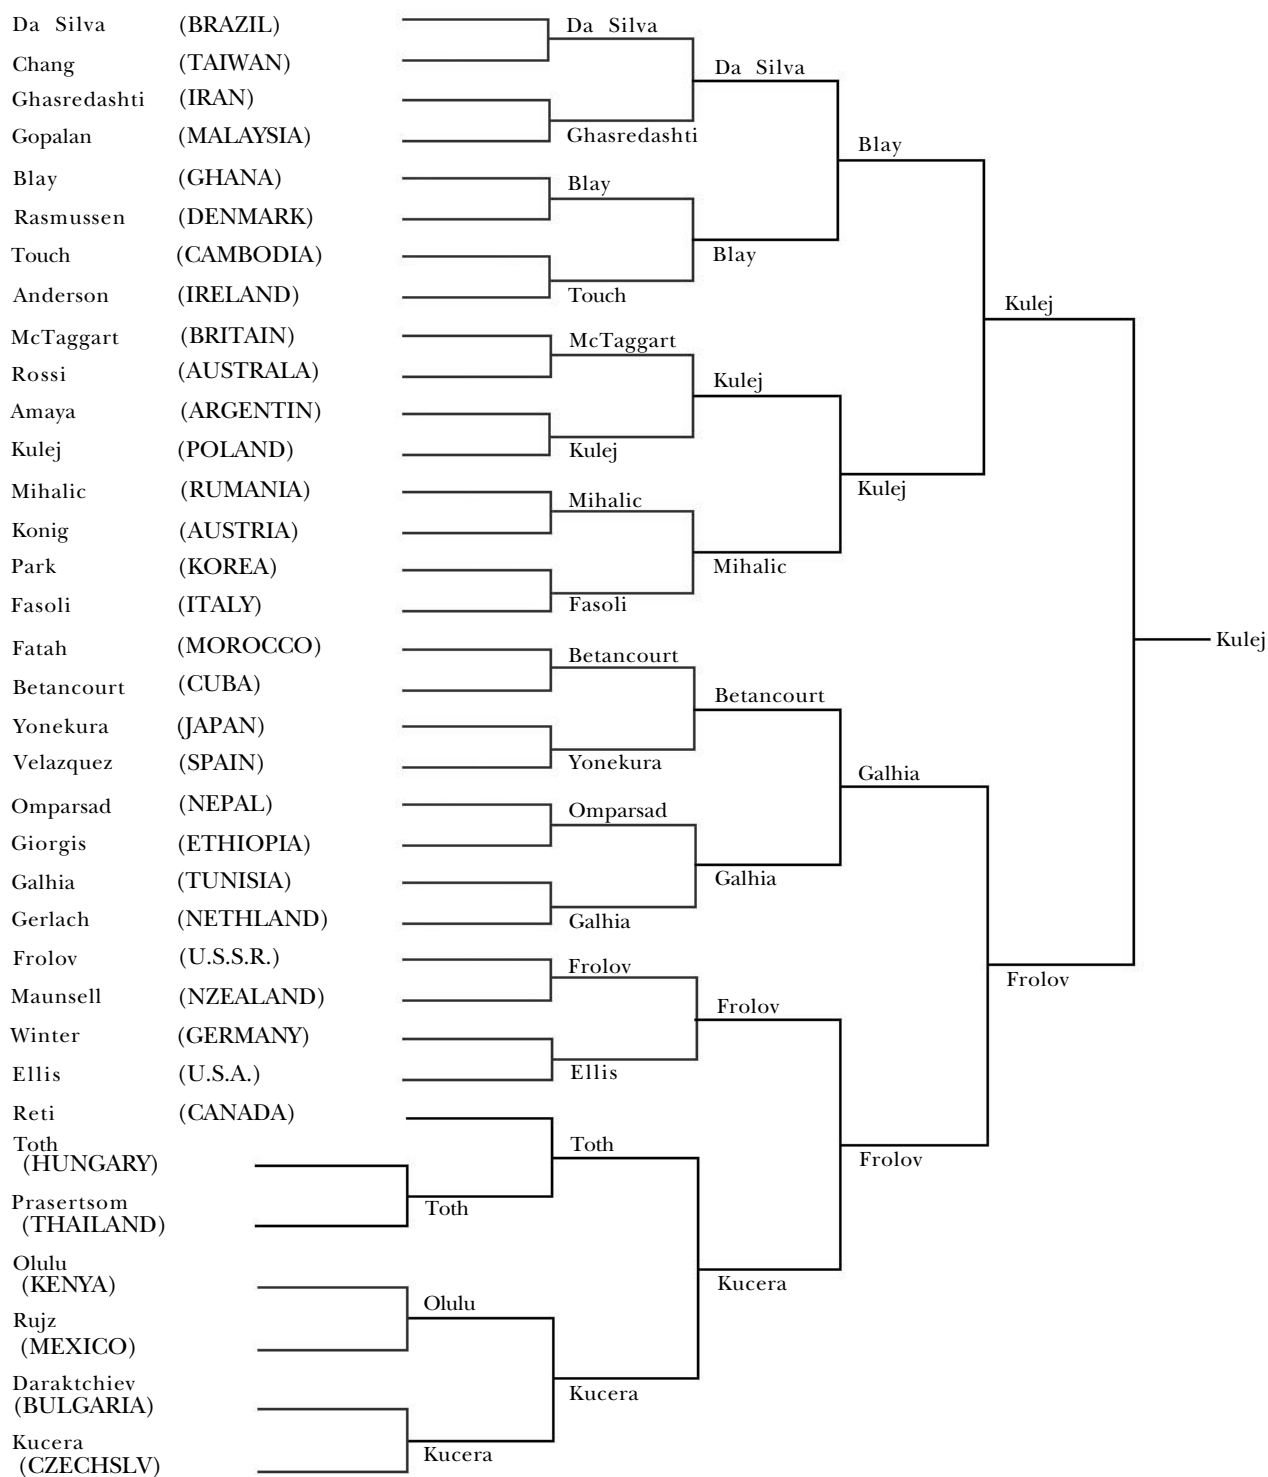 Da Silva (BRAZIL)
Chang (TAIWAN)
Ghasredashti (IRAN)
Gopalan (MALAYSIA)
Blay (GHANA)
Rasmussen (DENMARK)
Touch (CAMBODIA)
Anderson (IRELAND)
McTaggart (BRITAIN)
Rossi (AUSTRALA)
Amaya (ARGENTIN)
Kulej (POLAND)
Mihalic (RUMANIA)
Konig (AUSTRIA)
Park (KOREA)
Fasoli (ITALY)
Fatah (MOROCCO)
Betancourt (CUBA)
Yonekura (JAPAN)
Velazquez (SPAIN)
Omparsad (NEPAL)
Giorgis (ETHIOPIA)
Galhia (TUNISIA)
Gerlach (NETHLAND)
Frolov (U.S.S.R.)
Maunsell (NZEALAND)
Winter (GERMANY)
Ellis (U.S.A.)
Reti (CANADA)
Toth
(HUNGARY)
Prasertsom
(THAILAND)
Olulu
(KENYA)
Rujz
(MEXICO)
Daraktchiev
(BULGARIA)
Kucera
(CZECHSLV)
Toth
Olulu
Kucera
Da Silva
Ghasredashti
Blay
Touch
McTaggart
Kulej
Mihalic
Fasoli
Betancourt
Yonekura
Omparsad
Galhia
Frolov
Ellis
Toth
Kucera
Da Silva
Blay
Kulej
Mihalic
Betancourt
Galhia
Frolov
Kucera
Blay
Kulej
Galhia
Frolov
Kulej
Frolov
Kulej